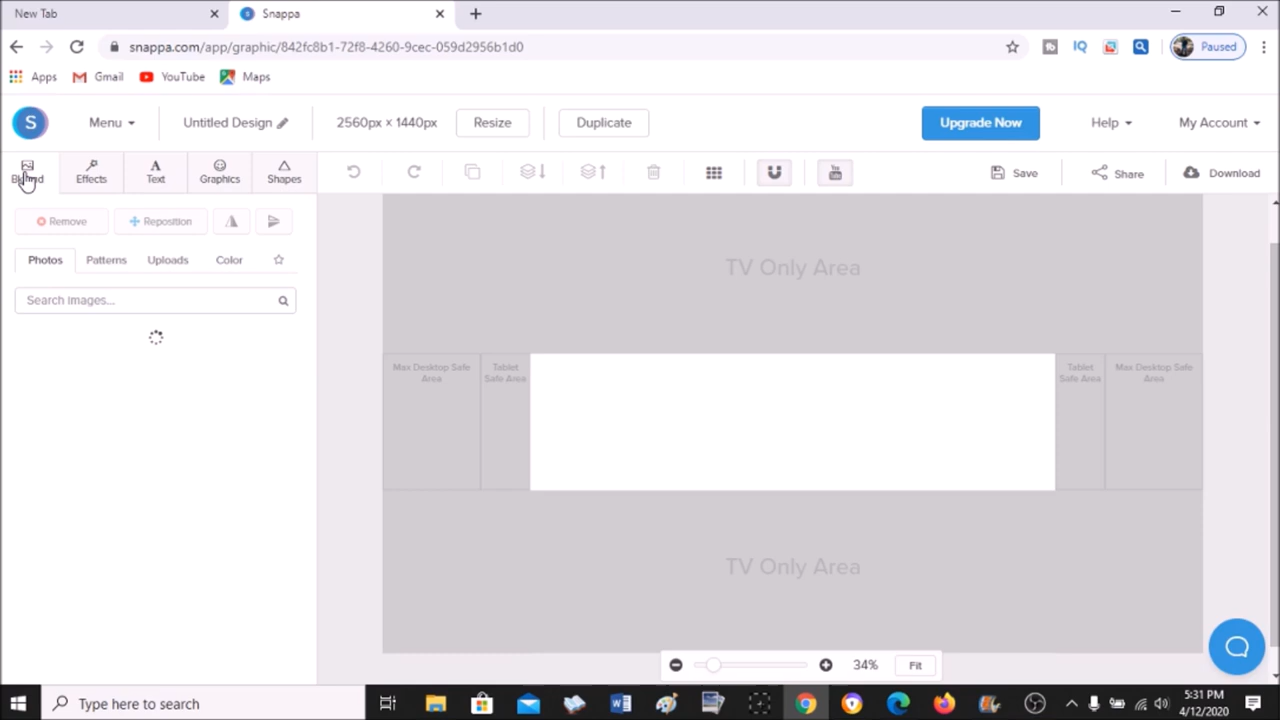 New Tab
Snappa
snappa.com/app/graphic/842fc8b1-72f8-4260-9cec-059d2956b1d0
IQ
Paused
Apps
Gmail
YouTube
Maps
S
Menu
Untitled Design
2560px × 1440px
Resize
Duplicate
Upgrade Now
Help
My Account
Effects
Text
Graphics
Shapes
Save
Share
Download
Remove
Reposition
Photos
Patterns
Uploads
Color
Search images...
TV Only Area
Max Desktop Safe
Area
Tablet
Safe Area
Tablet
Safe Area
Max Desktop Safe
Area
TV Only Area
34%
Fit
Type here to search
5:31 PM
4/12/2020